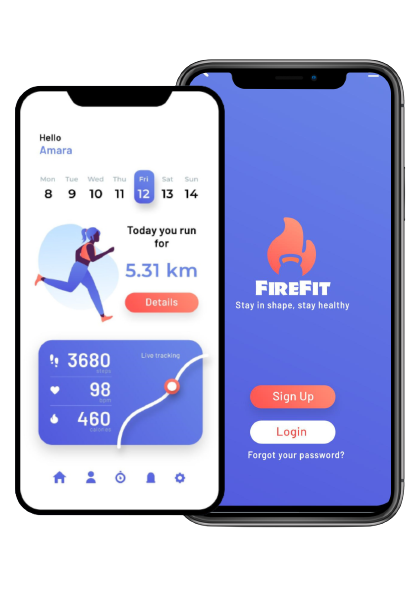 Hello
Amara
Mon Tue Wed Thu Fri Sat Sun
8 9 10 11 12 13 14
Today you run
for
5.31 km
Details
3680
steps
Live tracking
98
bpm
460
calories
FIREFIT
Stay in shape, stay healthy
Sign Up
Login
Forgot your password?